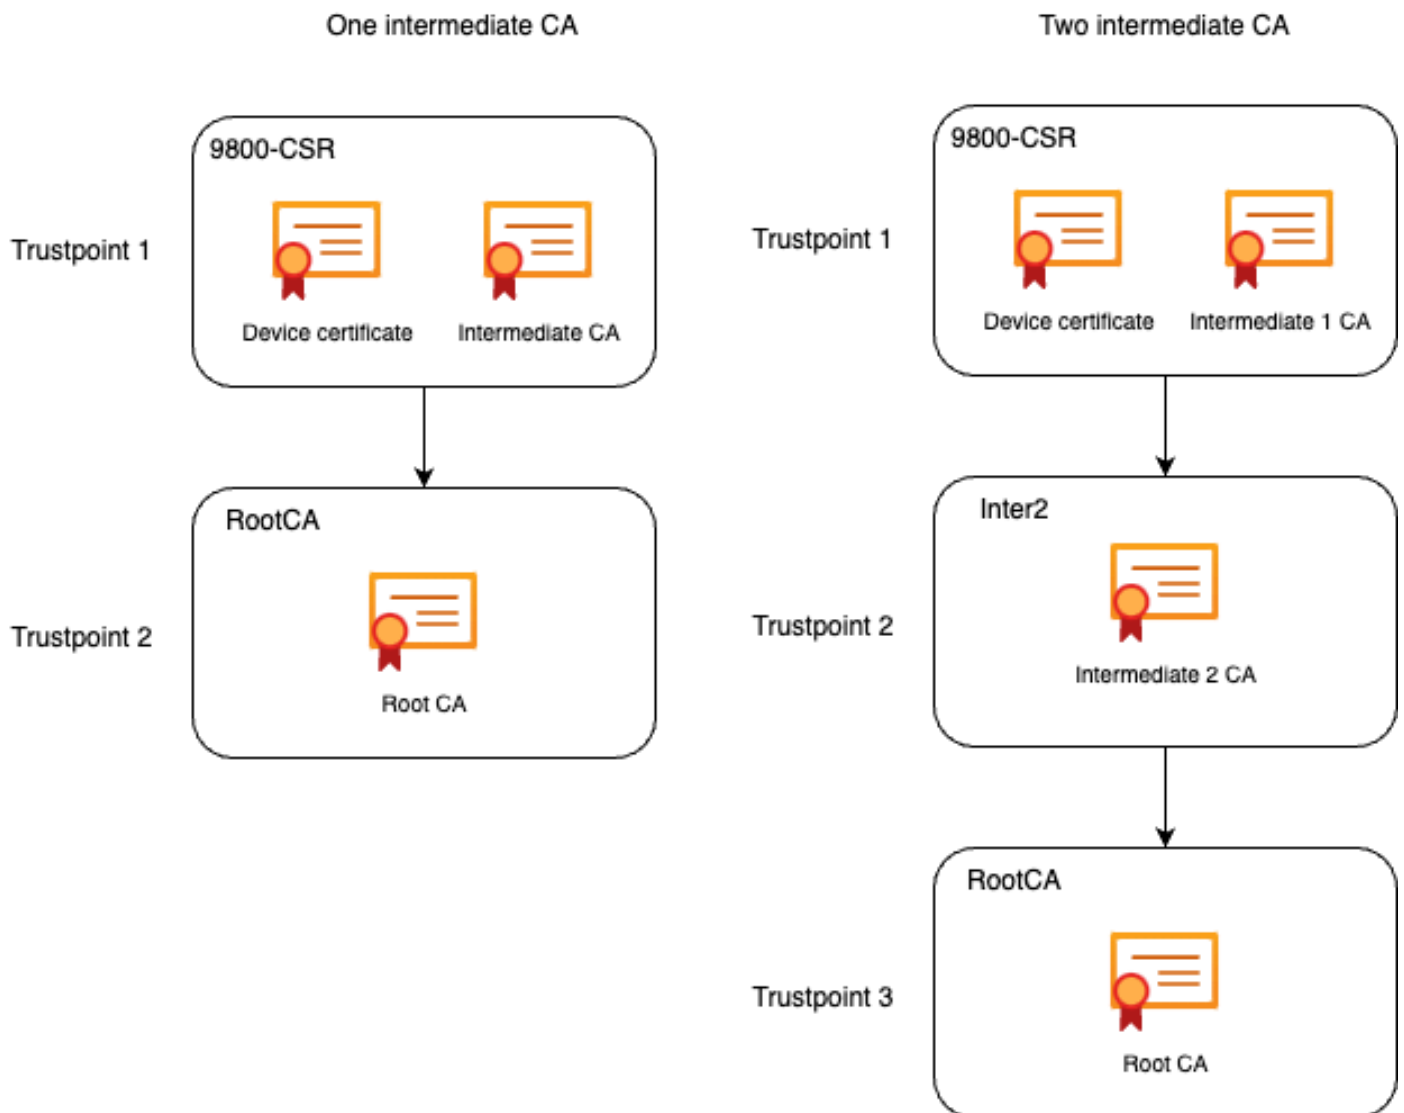 One intermediate CA
9800-CSR
Trustpoint 1
Device certificate
Intermediate CA
RootCA
Trustpoint 2
Root CA
Two intermediate CA
9800-CSR
Trustpoint 1
Device certificate
Intermediate 1 CA
Inter2
Trustpoint 2
Intermediate 2 CA
RootCA
Trustpoint 3
Root CA